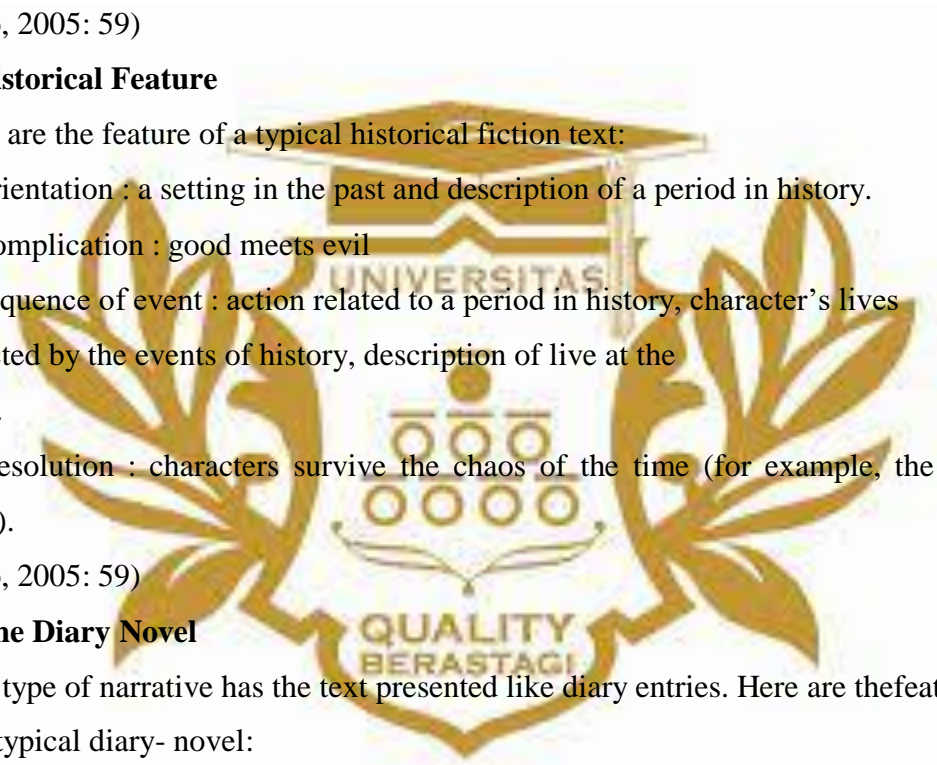 , 2005: 59)
istorical Feature
are the feature of a typical historical fiction text:
rientation : a setting in the past and description of a period in history.
omplication : good meets evil
UNIVERSITAS
quence of event : action related to a period in history, character's lives
cted by the events of history, description of live at the
esolution : characters survive the chaos of the time (for example, the
).
, 2005: 59)
ne Diary Novel
QUALITY
BERASTAGI
type of narrative has the text presented like diary entries. Here are thefeat
typical diary- novel: